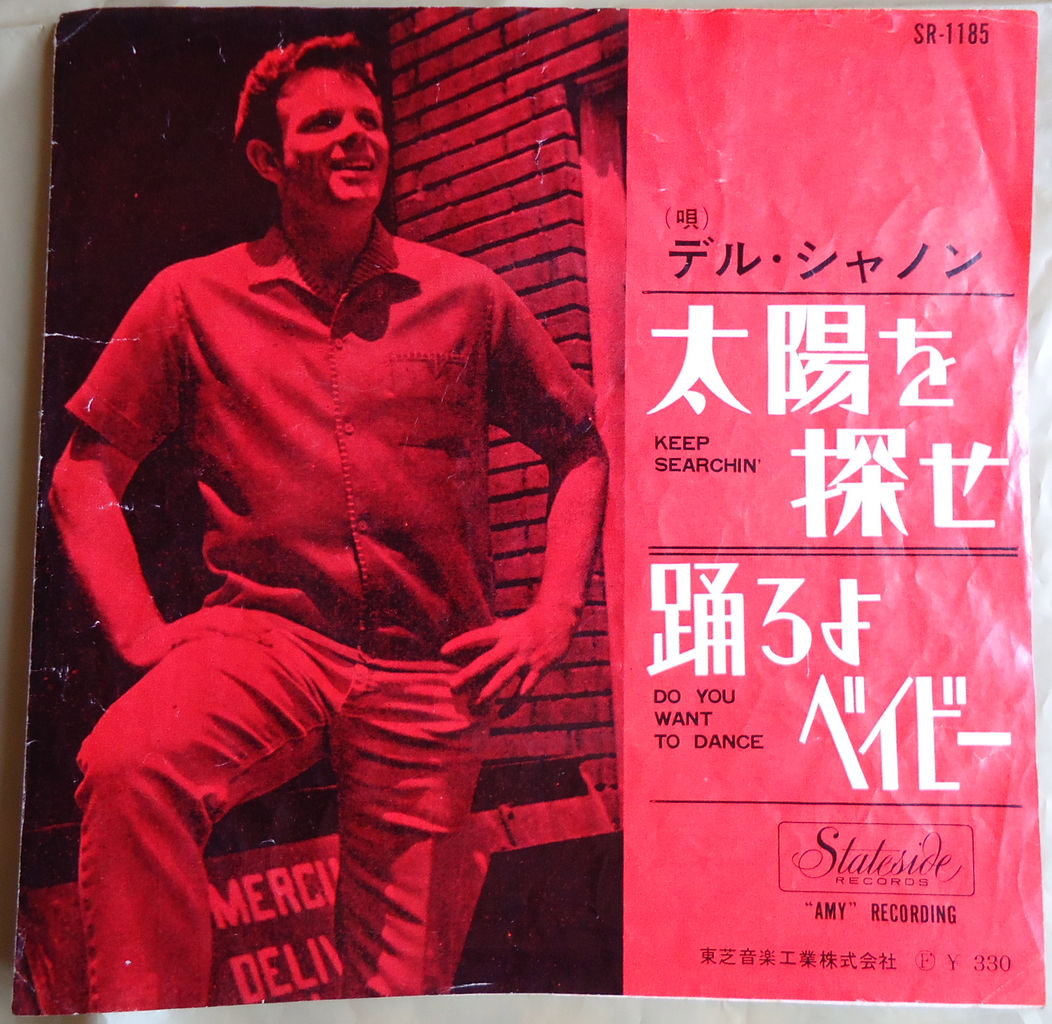 SR-1185
(唄)
デル・シャノン
太陽を
探せ
KEEP
SEARCHIN'
踊ろよ
ベイビー
DO YOU
WANT
TO DANCE
Stateside
RECORDS
"AMY" RECORDING
東芝音楽工業株式会社 Ⓕ ¥ 330
MERCU
DELIV